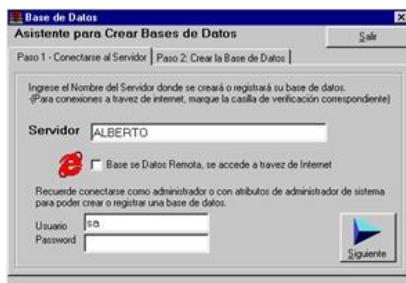 Base de Datos
Asistente para Crear Bases de Datos
Salir
Paso 1 - Conectarse al Servidor
Paso 2: Crear la Base de Datos
Ingrese el Nombre del Servidor donde se creará o registrará su base de datos.
-(Para conexiones a travez de internet, marque la casilla de verificación correspondiente)
Servidor ALBERTO
Base se Datos Remota, se accede a travez de Internet
Recuerde conectarse como administrador o con atributos de administrador de sistema
para poder crear o registrar una base de datos.
Usuario sa
Password
Siguiente